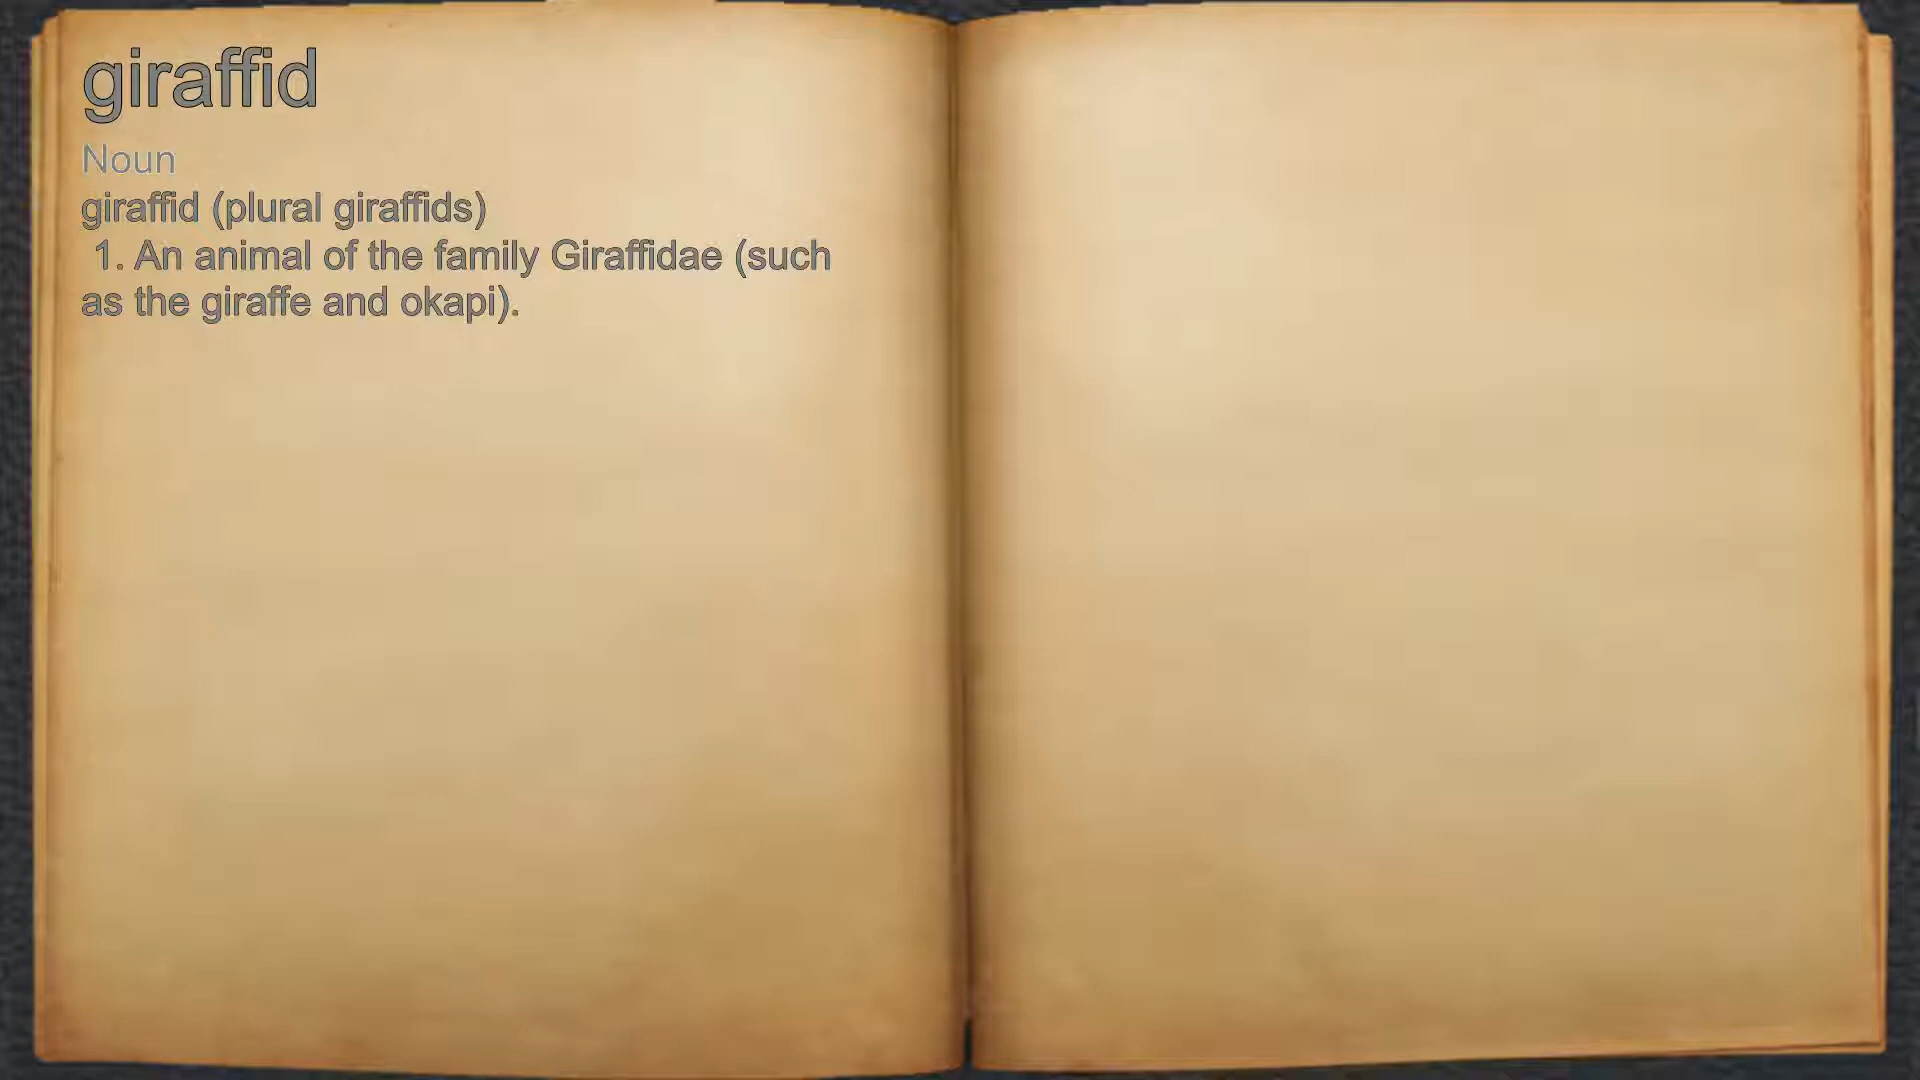 giraffid
Noun
giraffid (plural giraffids)
1. An animal of the family Giraffidae (such
as the giraffe and okapi).